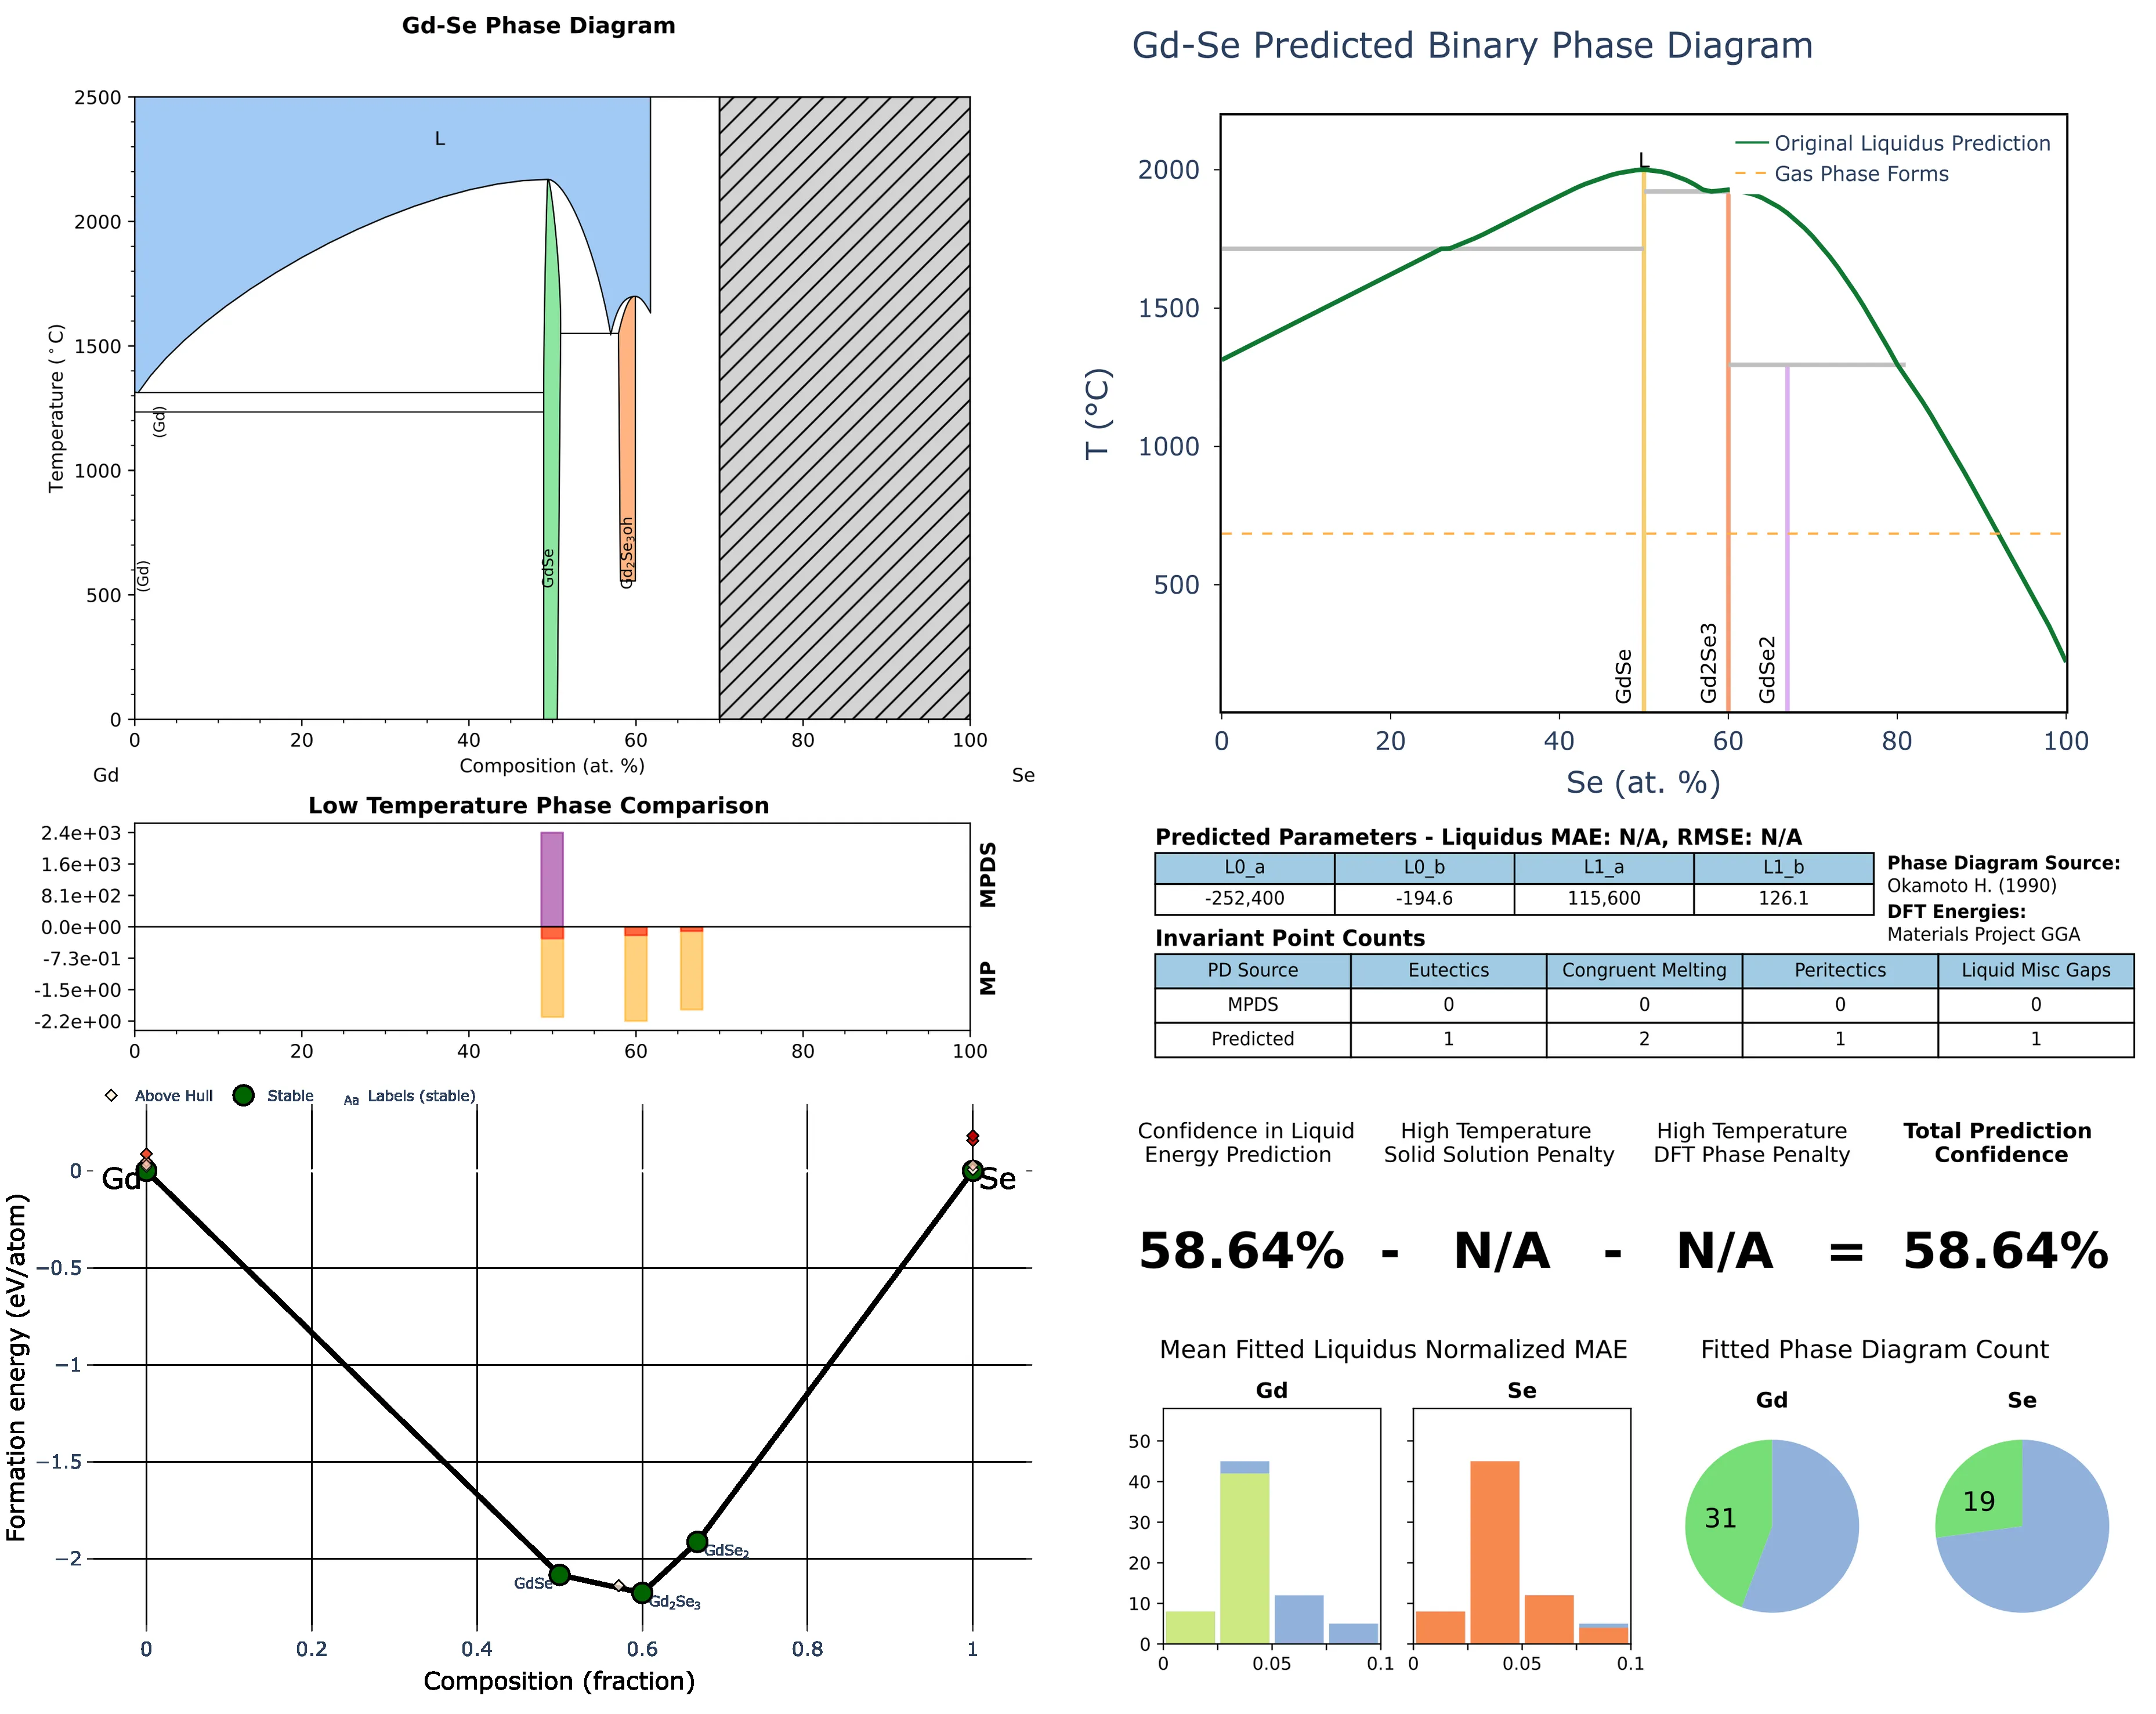 Gd-Se Phase Diagram
2500
2000
1500
1000
500
0
Temperature (°C)
L
(Gd)
(Gd)
GdSe
Gd2Se3oh
0 20 40 60 80 100
Composition (at. %)
Gd
Se
Gd-Se Predicted Binary Phase Diagram
2000
1500
1000
500
T (°C)
L
Original Liquidus Prediction
Gas Phase Forms
GdSe
Gd2Se3
GdSe2
0 20 40 60 80 100
Se (at. %)
Low Temperature Phase Comparison
2.4e+03
1.6e+03
8.1e+02
0.0e+00
-7.3e-01
-1.5e+00
-2.2e+00
MPDS
MP
0 20 40 60 80 100
Predicted Parameters - Liquidus MAE: N/A, RMSE: N/A
L0_a L0_b L1_a L1_b
-252,400 -194.6 115,600 126.1
Phase Diagram Source:
Okamoto H. (1990)
DFT Energies:
Materials Project GGA
Invariant Point Counts
PD Source Eutectics Congruent Melting Peritectics Liquid Misc Gaps
MPDS 0 0 0 0
Predicted 1 2 1 1
Above Hull Stable Aa Labels (stable)
0
−0.5
−1
−1.5
−2
Formation energy (eV/atom)
Gd
Se
GdSe
Gd2Se3
GdSe2
0 0.2 0.4 0.6 0.8 1
Composition (fraction)
Confidence in Liquid
Energy Prediction
High Temperature
Solid Solution Penalty
High Temperature
DFT Phase Penalty
Total Prediction
Confidence
58.64% - N/A - N/A = 58.64%
Mean Fitted Liquidus Normalized MAE
Gd
Se
50
40
30
20
10
0
0 0.05 0.1
0 0.05 0.1
Fitted Phase Diagram Count
Gd
Se
31
19